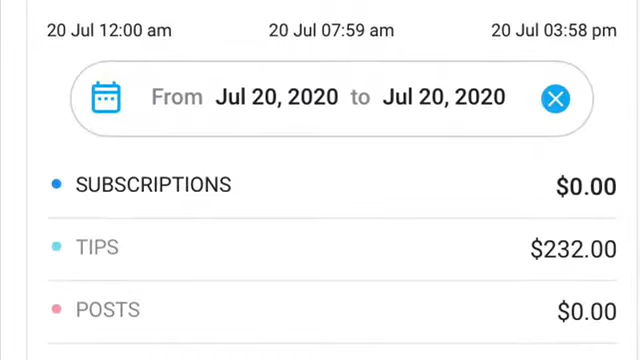 20 Jul 12:00 am 20 Jul 07:59 am 20 Jul 03:58 pm
From Jul 20, 2020 to Jul 20, 2020
SUBSCRIPTIONS $0.00
TIPS $232.00
POSTS $0.00